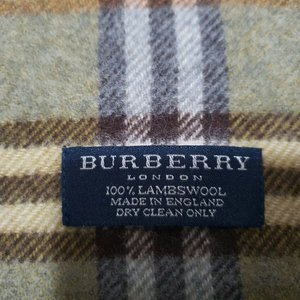 BURBERRY
LONDON
100% LAMBSWOOL
MADE IN ENGLAND
DRY CLEAN ONLY